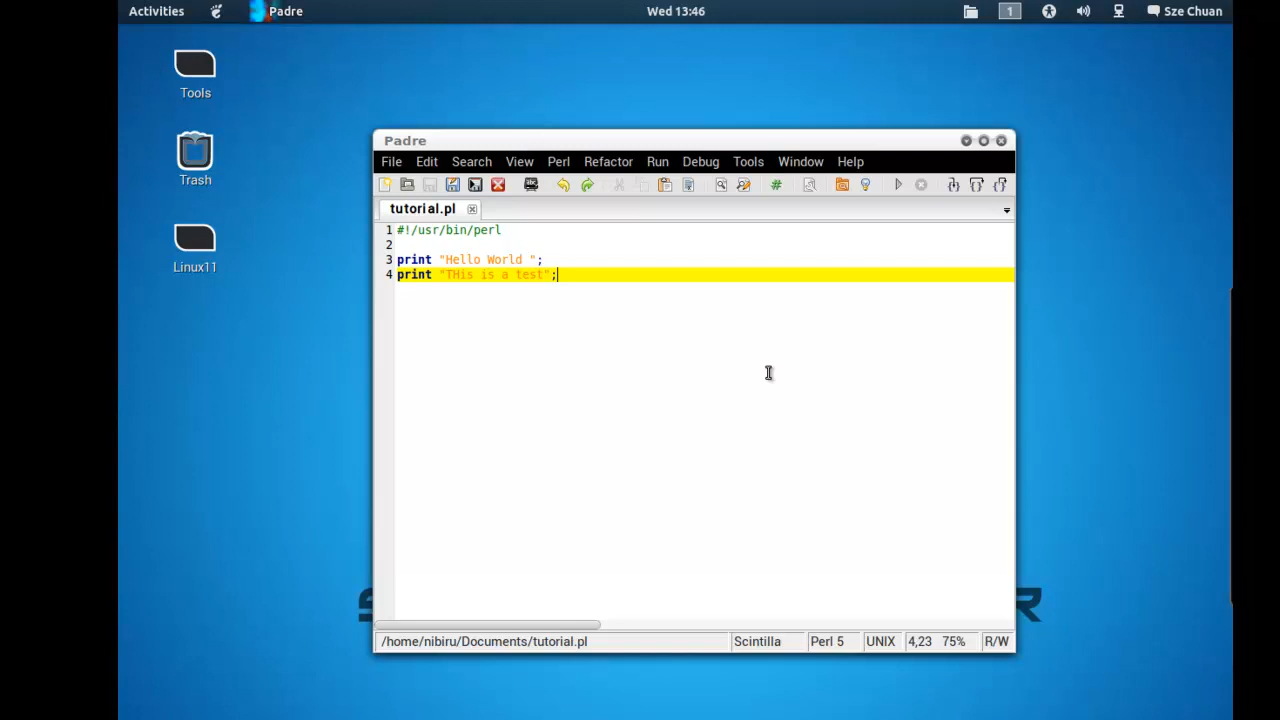 Activities Padre Wed 13:46 1 Sze Chuan
Tools
Trash
Linux11
Padre
File Edit Search View Perl Refactor Run Debug Tools Window Help
tutorial.pl
1 #!/usr/bin/perl
2
3 print "Hello World ";
4 print "THis is a test";
/home/nibiru/Documents/tutorial.pl Scintilla Perl 5 UNIX 4,23 75% R/W